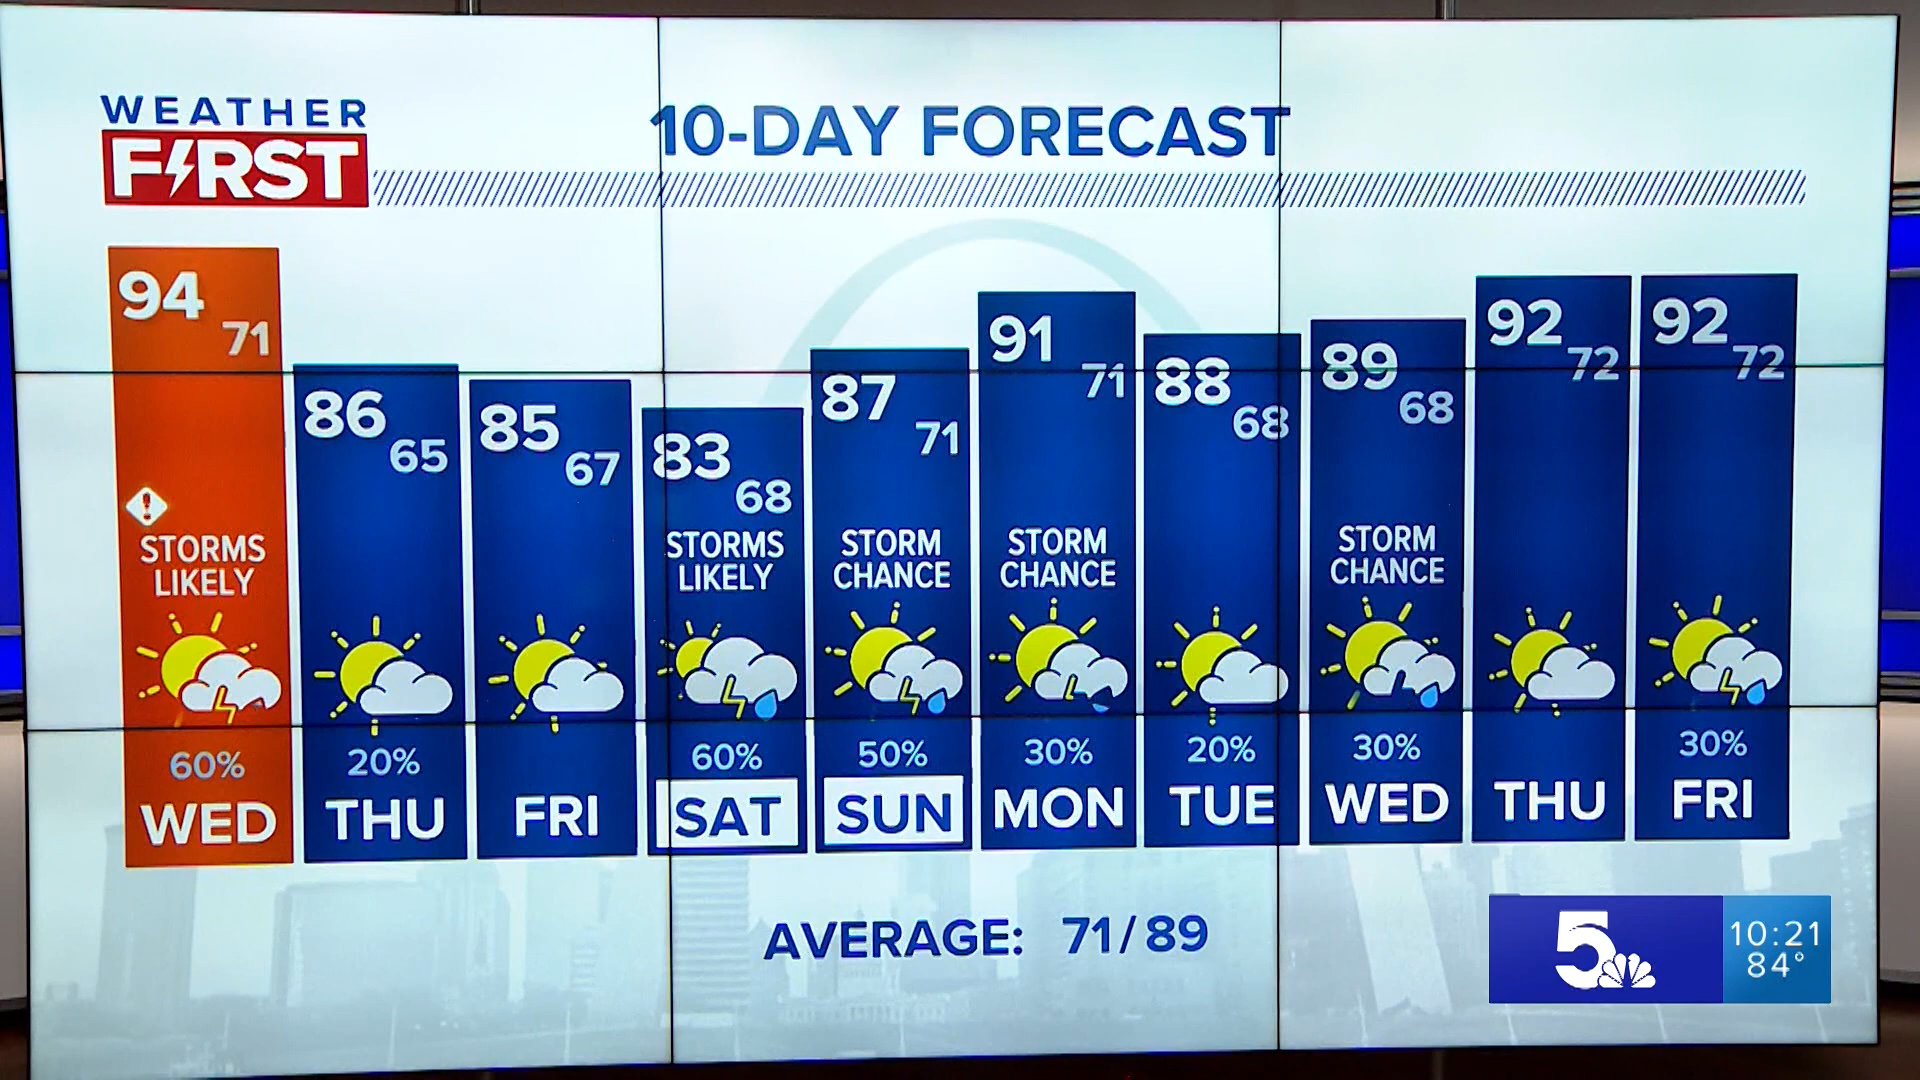 WEATHER
FIRST
10-DAY FORECAST
94
71
STORMS
LIKELY
60%
WED
86
65
20%
THU
85
67
FRI
83
68
STORMS
LIKELY
60%
SAT
87
71
STORM
CHANCE
50%
SUN
91
71
STORM
CHANCE
30%
MON
88
68
20%
TUE
89
68
STORM
CHANCE
30%
WED
92
72
THU
92
72
30%
FRI
AVERAGE: 71/89
5
10:21
84°